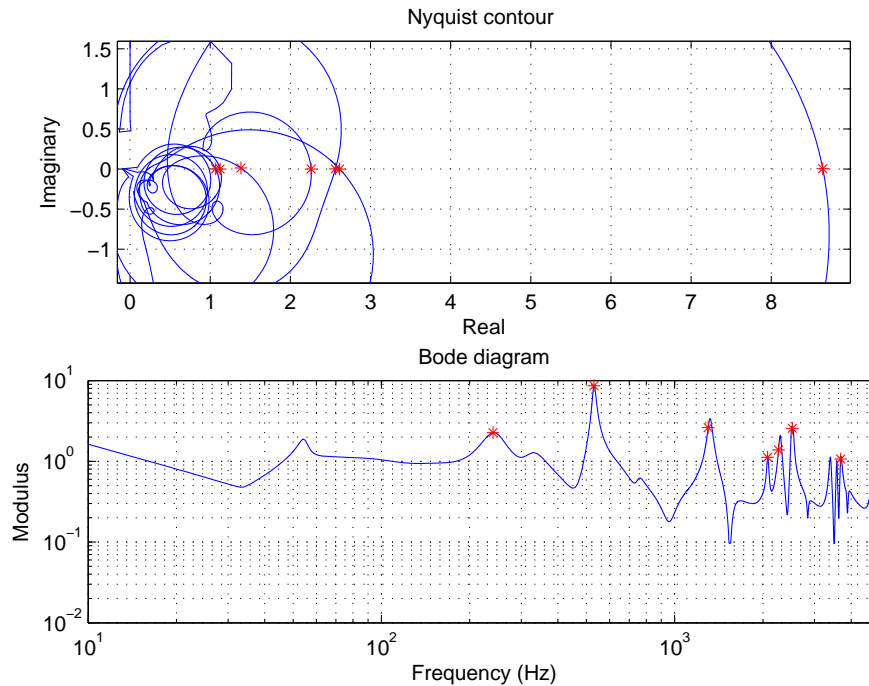 Nyquist contour
1.5
1
0.5
0
−0.5
−1
Imaginary
0 1 2 3 4 5 6 7 8
Real
Bode diagram
10^1
10^0
10^−1
10^−2
Modulus
10^1 10^2 10^3
Frequency (Hz)